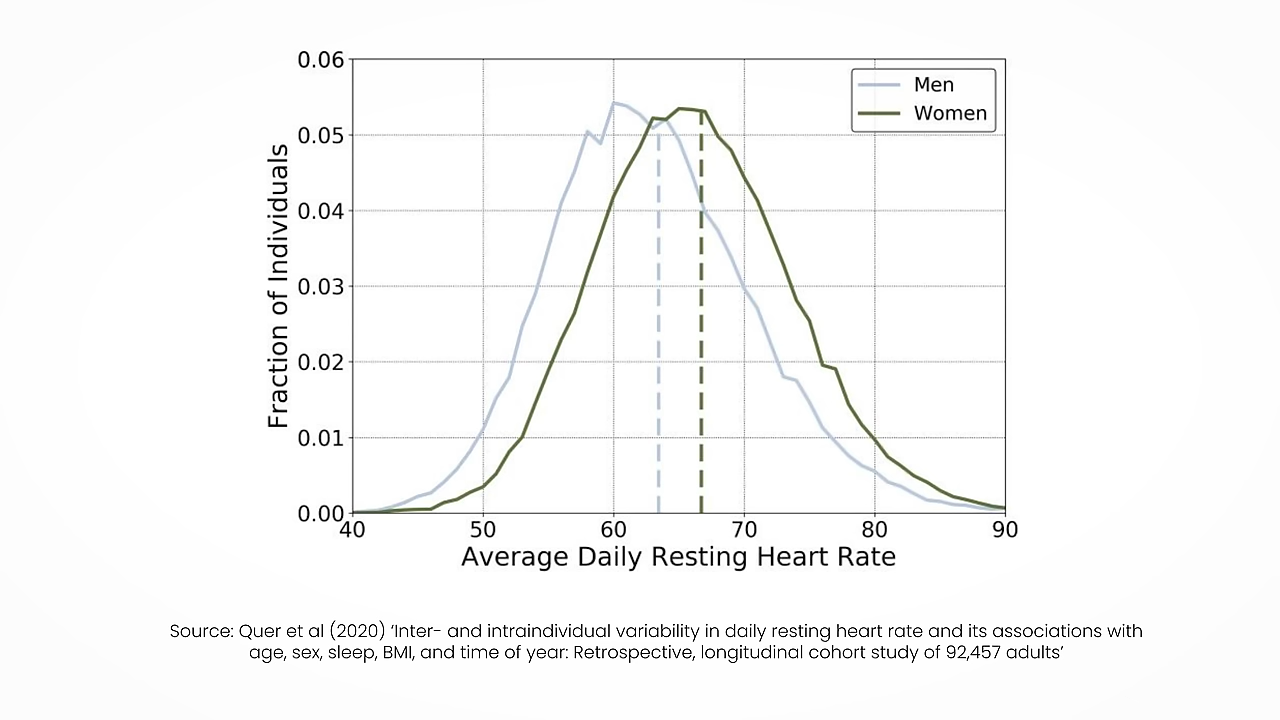 0.06
0.05
0.04
0.03
0.02
0.01
0.00
Fraction of Individuals
Men
Women
40 50 60 70 80 90
Average Daily Resting Heart Rate
Source: Quer et al (2020) ‘Inter- and intraindividual variability in daily resting heart rate and its associations with
age, sex, sleep, BMI, and time of year: Retrospective, longitudinal cohort study of 92,457 adults’